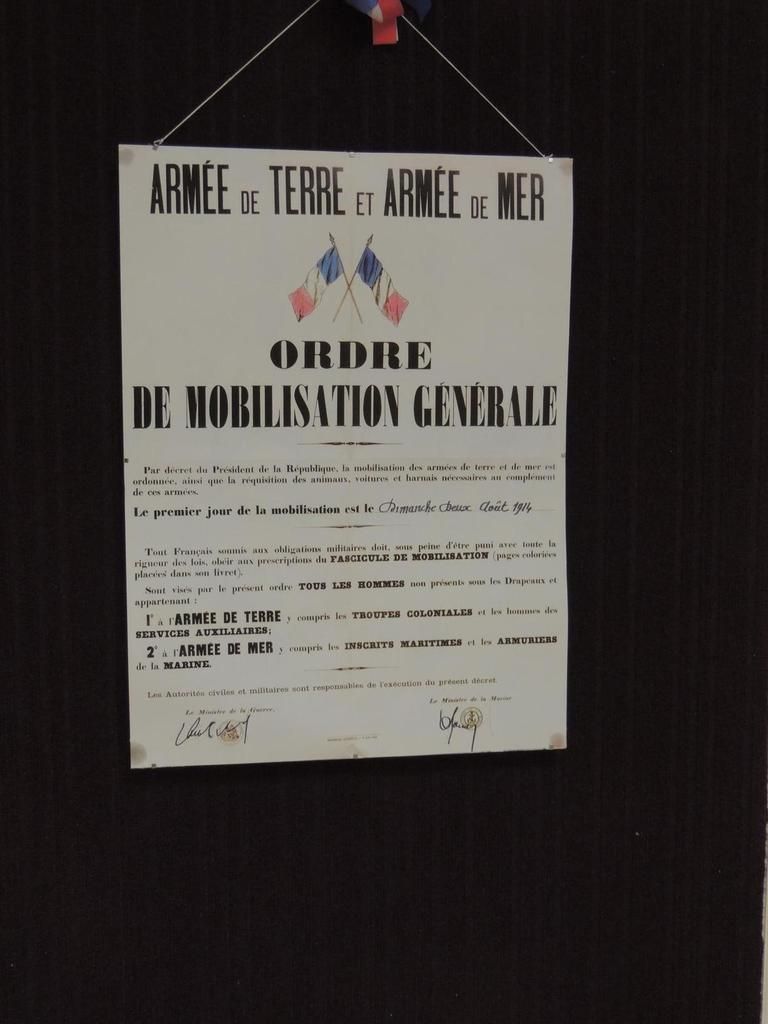 ARMÉE DE TERRE ET ARMÉE DE MER
ORDRE
DE MOBILISATION GÉNÉRALE
Par décret du Président de la République, la mobilisation des armées de terre et de mer est
ordonnée, ainsi que la réquisition des animaux, voitures et harnais nécessaires au complément
de ces armées.
Le premier jour de la mobilisation est le Dimanche deux Août 1914
Tout Français soumis aux obligations militaires doit, sous peine d'être puni avec toute la
rigueur des lois, obéir aux prescriptions du FASCICULE DE MOBILISATION (pages coloriées
placées dans son livret).
Sont visés par le présent ordre TOUS LES HOMMES non présents sous les Drapeaux et
appartenant :
1° à l'ARMÉE DE TERRE y compris les TROUPES COLONIALES et les hommes des
SERVICES AUXILIAIRES;
2° à l'ARMÉE DE MER y compris les INSCRITS MARITIMES et les ARMURIERS
de la MARINE.
Les Autorités civiles et militaires sont responsables de l'exécution du présent décret.
Le Ministre de la Guerre,
Le Ministre de la Marine